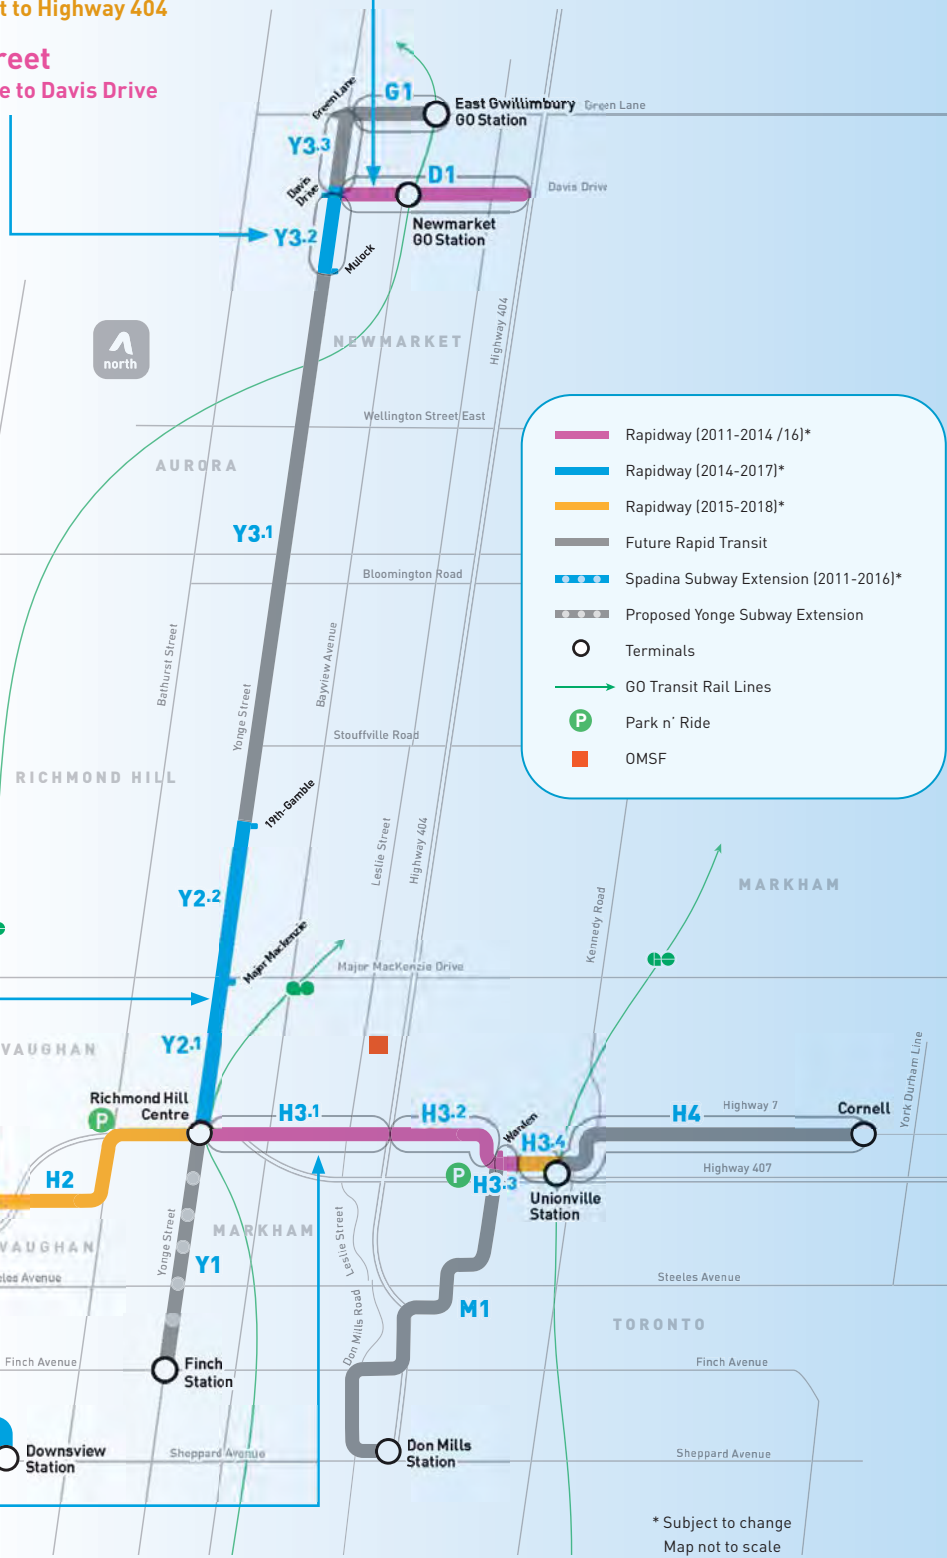 t to Highway 404
reet
e to Davis Drive
Green Lane
G1
East Gwillimbury
GO Station
Green Lane
Y3.3
Davis
Drive
D1
Davis Drive
Newmarket
GO Station
Y3.2
Mulock
north
NEWMARKET
Highway 404
Wellington Street East
AURORA
Rapidway (2011-2014 /16)*
Rapidway (2014-2017)*
Rapidway (2015-2018)*
Future Rapid Transit
Spadina Subway Extension (2011-2016)*
Proposed Yonge Subway Extension
Terminals
GO Transit Rail Lines
P
Park n' Ride
OMSF
Y3.1
Bloomington Road
Bathurst Street
Bayview Avenue
Yonge Street
Stouffville Road
RICHMOND HILL
19th-Gamble
Leslie Street
Highway 404
Y2.2
MARKHAM
Kennedy Road
Major Mackenzie
Major MacKenzie Drive
VAUGHAN
Y2.1
York Durham Line
Richmond Hill
Centre
P
H3.1
H3.2
Warden
H3.4
H4
Highway 7
Cornell
Highway 407
H2
P
H3.3
Unionville
Station
Yonge Street
MARKHAM
Leslie Street
VAUGHAN
Y1
eles Avenue
Steeles Avenue
M1
Don Mills Road
TORONTO
Finch Avenue
Finch
Station
Finch Avenue
Downsview
Station
Sheppard Avenue
Don Mills
Station
Sheppard Avenue
* Subject to change
Map not to scale